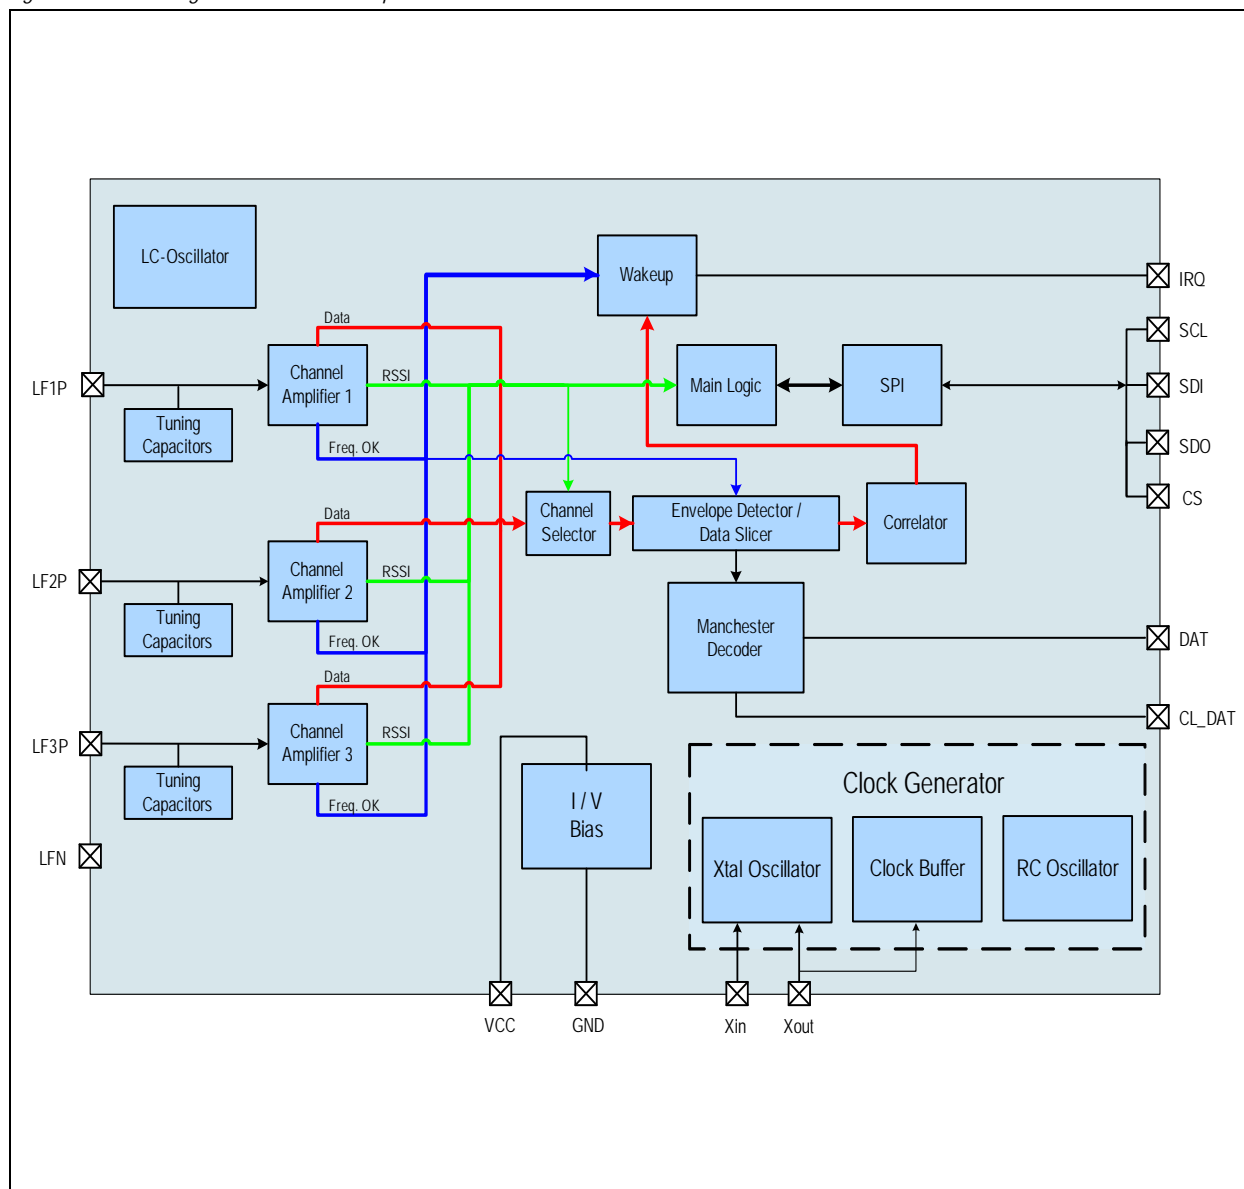 LC-Oscillator
Wakeup
IRQ
SCL
Data
LF1P
Channel
Amplifier 1
RSSI
Main Logic
SPI
SDI
Tuning
Capacitors
Freq. OK
SDO
CS
Data
Channel
Selector
Envelope Detector /
Data Slicer
Correlator
LF2P
Channel
Amplifier 2
RSSI
Tuning
Capacitors
Freq. OK
Manchester
Decoder
DAT
Data
CL_DAT
LF3P
Channel
Amplifier 3
RSSI
Tuning
Capacitors
Freq. OK
I / V
Bias
Clock Generator
LFN
Xtal Oscillator
Clock Buffer
RC Oscillator
VCC
GND
Xin
Xout